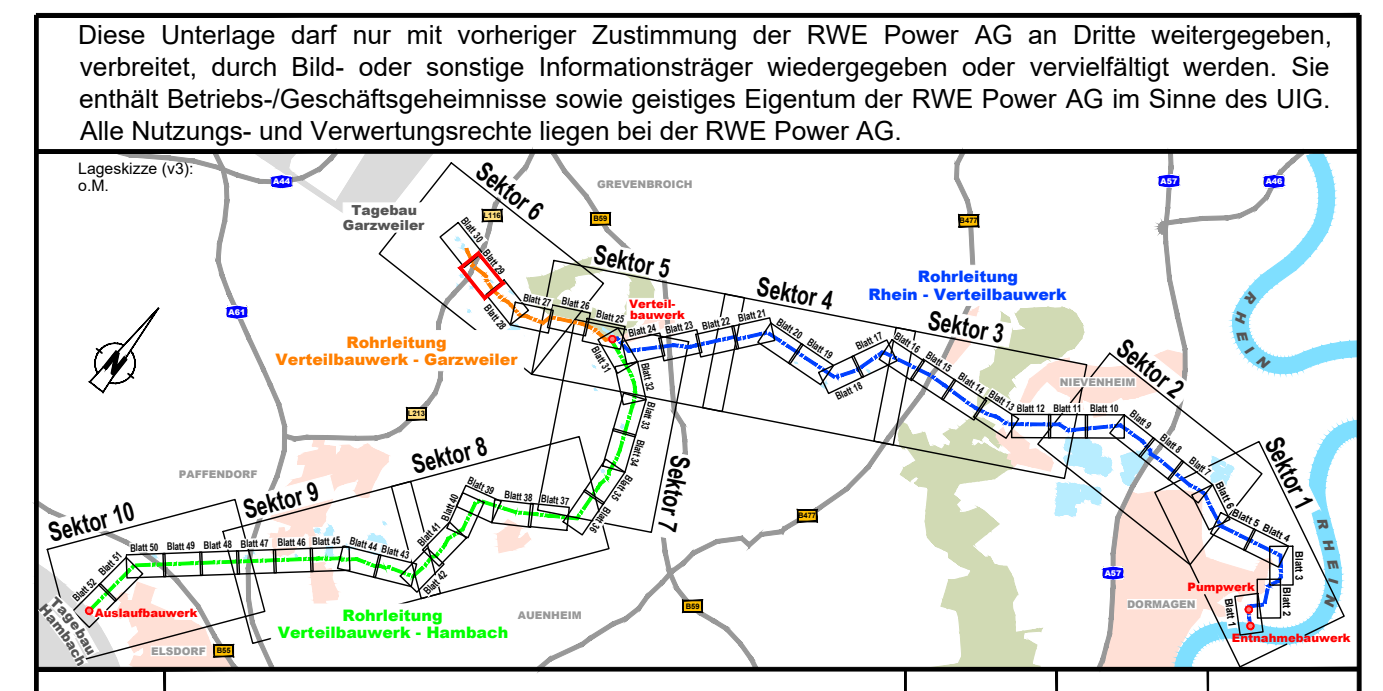 Diese Unterlage darf nur mit vorheriger Zustimmung der RWE Power AG an Dritte weitergegeben,
verbreitet, durch Bild- oder sonstige Informationsträger wiedergegeben oder vervielfältigt werden. Sie
enthält Betriebs-/Geschäftsgeheimnisse sowie geistiges Eigentum der RWE Power AG im Sinne des UIG.
Alle Nutzungs- und Verwertungsrechte liegen bei der RWE Power AG.
Lageskizze (v3):
o.M.
A44
Sektor 6
GREVENBROICH
A57
A46
Tagebau
Garzweiler
L116
B59
B477
Blatt 30
Blatt 29
Blatt 28
Blatt 27
Blatt 26
Blatt 25
Sektor 5
Sektor 4
Rohrleitung
Rhein - Verteilbauwerk
RHEIN
A61
Verteil-
bauwerk
Blatt 24
Blatt 23
Blatt 22
Blatt 21
Blatt 20
Blatt 19
Blatt 18
Blatt 17
Blatt 16
Sektor 3
Blatt 15
Blatt 14
Blatt 13
Blatt 12
Blatt 11
Blatt 10
NIEVENHEIM
Sektor 2
Rohrleitung
Verteilbauwerk - Garzweiler
Blatt 31
Blatt 32
Blatt 33
Blatt 34
Blatt 35
Blatt 36
Sektor 7
L213
Blatt 9
Blatt 8
Blatt 7
Blatt 6
Blatt 5
Blatt 4
Blatt 3
Blatt 2
Blatt 1
Sektor 1
RHEIN
PAFFENDORF
Sektor 8
Blatt 37
Blatt 38
Blatt 39
Blatt 40
Blatt 41
Blatt 42
Sektor 9
Blatt 43
Blatt 44
Blatt 45
Blatt 46
Blatt 47
Blatt 48
Blatt 49
Blatt 50
Sektor 10
Blatt 51
Blatt 52
B477
A57
Pumpwerk
DORMAGEN
Entnahmebauwerk
Auslaufbauwerk
Tagebau
Hambach
Rohrleitung
Verteilbauwerk - Hambach
AUENHEIM
B59
ELSDORF
B55